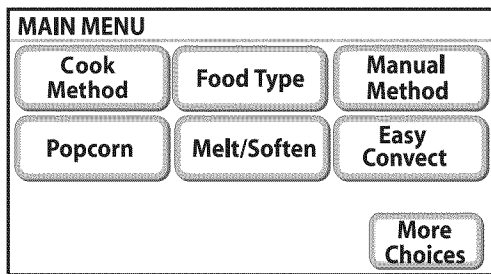 MAIN MENU
Cook
Method
Food Type
Manual
Method
Popcorn
Melt/Soften
Easy
Convect
More
Choices